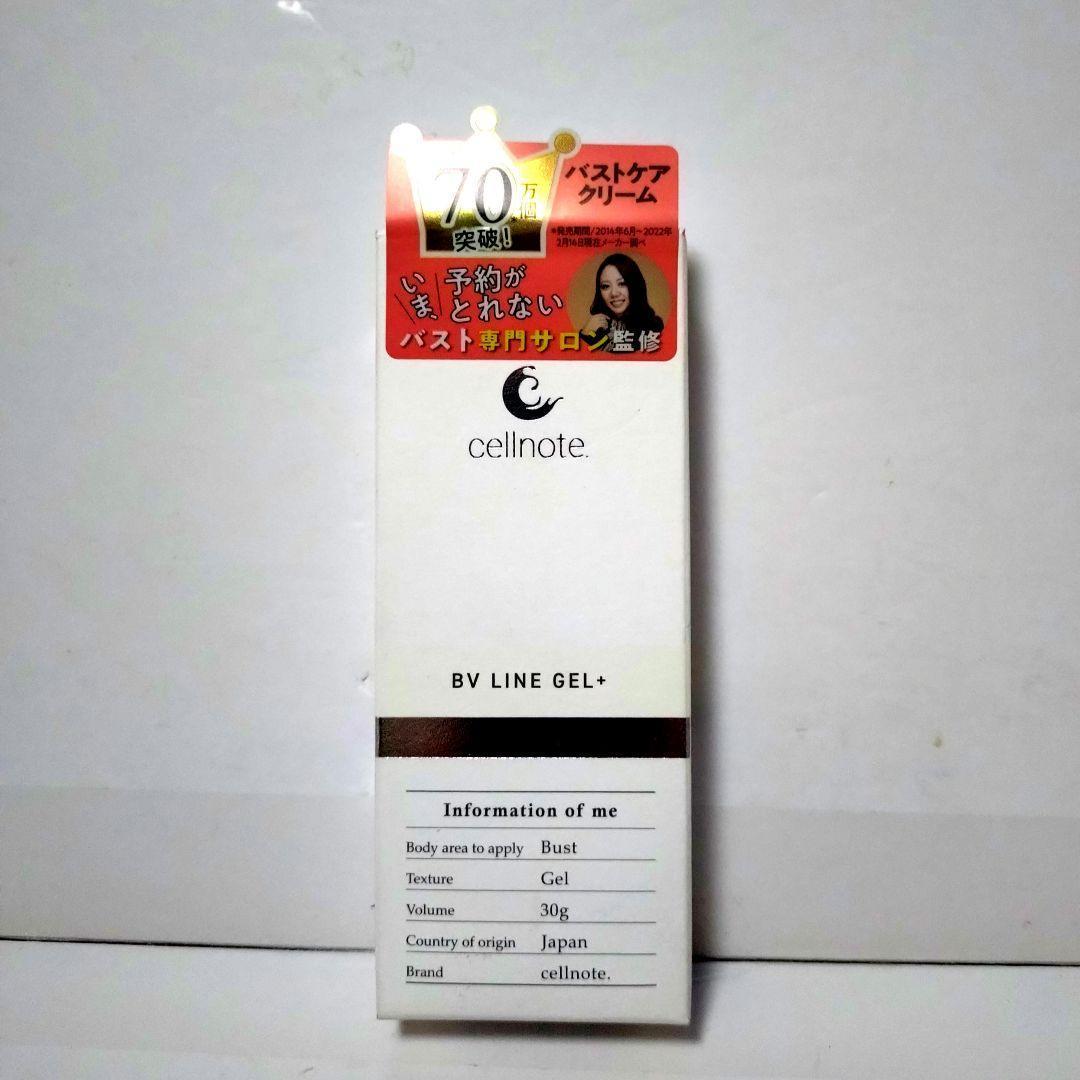 70万個
突破!
バストケア
クリーム
*発売期間/2014年6月~2022年
2月14日現在メーカー調べ
いま、予約が
とれない
バスト専門サロン監修
cellnote.
BV LINE GEL+
Information of me
Body area to apply Bust
Texture Gel
Volume 30g
Country of origin Japan
Brand cellnote.